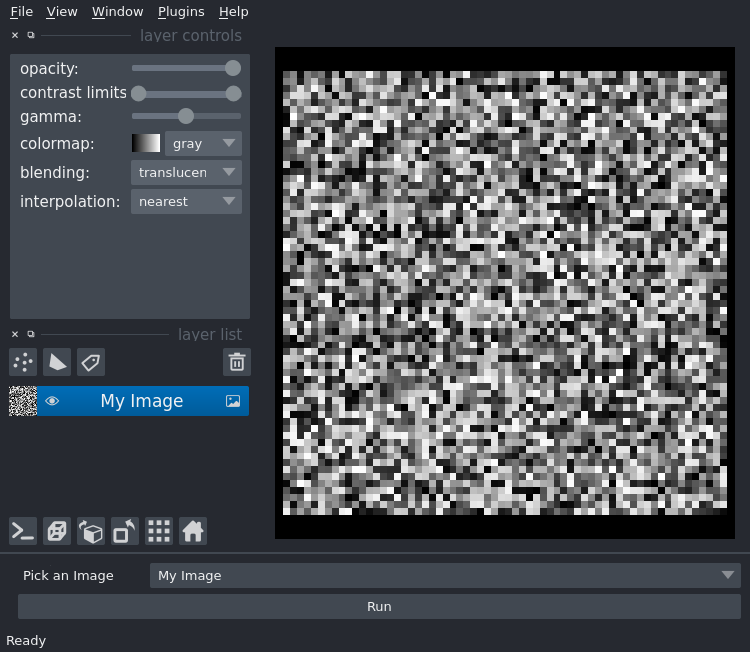 File View Window Plugins Help
layer controls
opacity:
contrast limits
gamma:
colormap: gray
blending: translucen
interpolation: nearest
layer list
My Image
Pick an Image My Image
Run
Ready